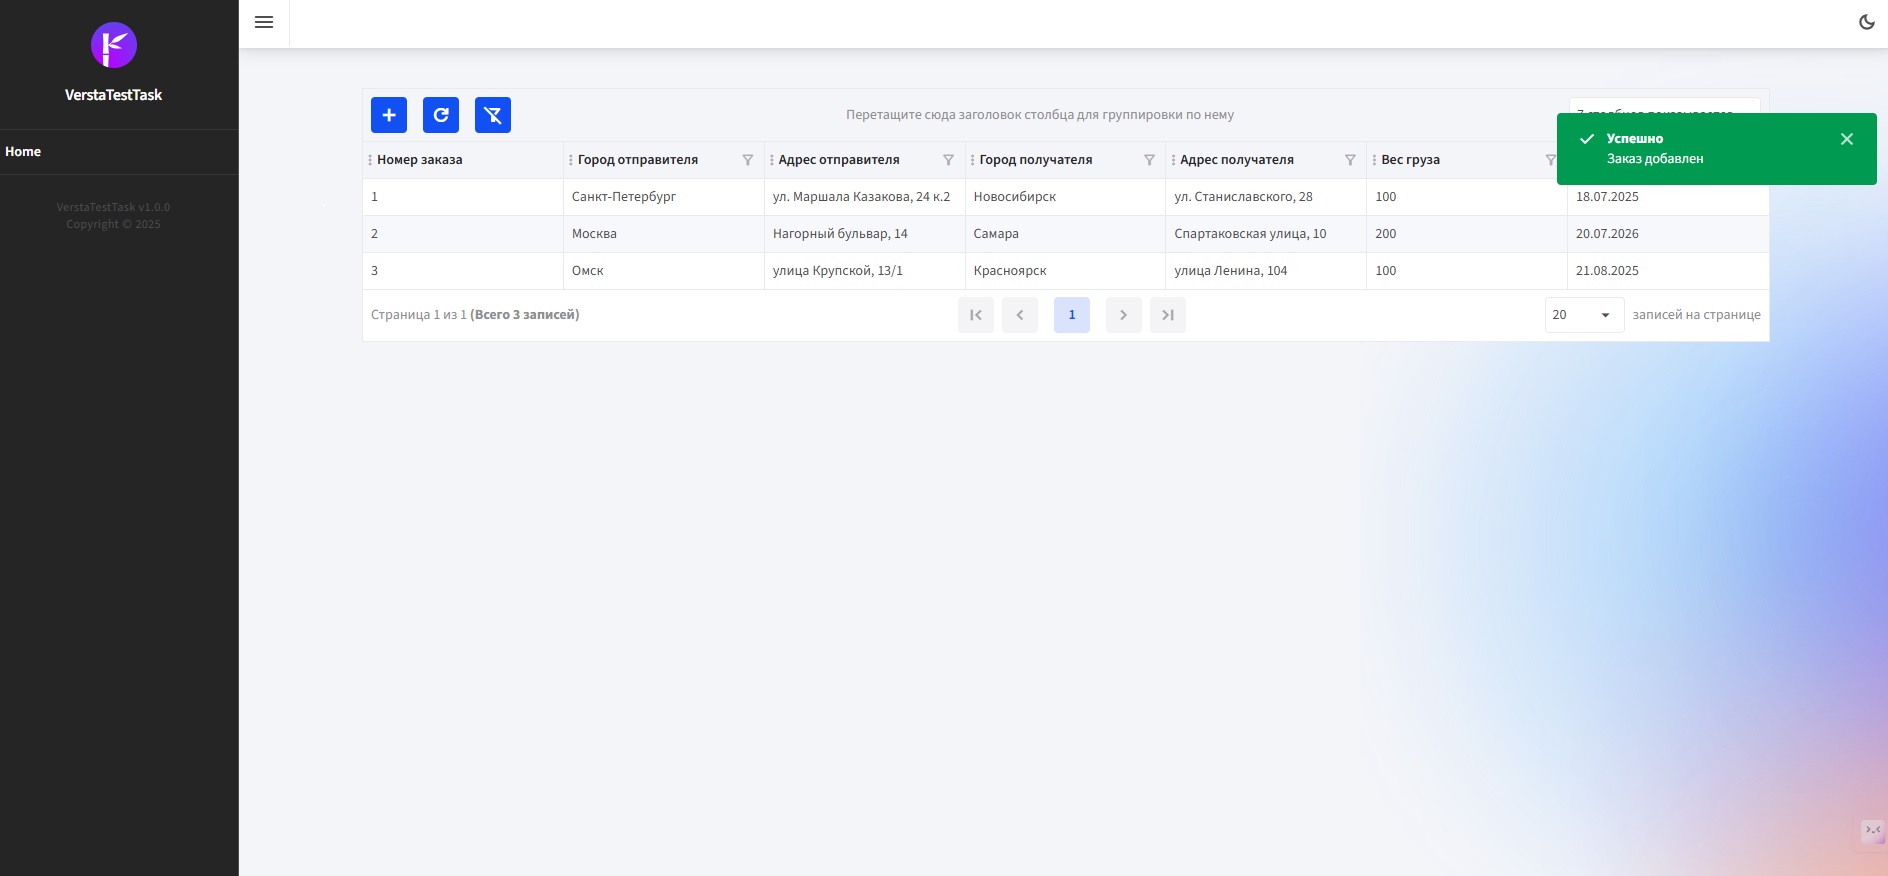 VerstaTestTask
Home
VerstaTestTask v1.0.0
Copyright © 2025
Перетащите сюда заголовок столбца для группировки по нему
Успешно
Заказ добавлен
Номер заказа Город отправителя Адрес отправителя Город получателя Адрес получателя Вес груза
1 Санкт-Петербург ул. Маршала Казакова, 24 к.2 Новосибирск ул. Станиславского, 28 100 18.07.2025
2 Москва Нагорный бульвар, 14 Самара Спартаковская улица, 10 200 20.07.2026
3 Омск улица Крупской, 13/1 Красноярск улица Ленина, 104 100 21.08.2025
Страница 1 из 1 (Всего 3 записей) 1 20 записей на странице